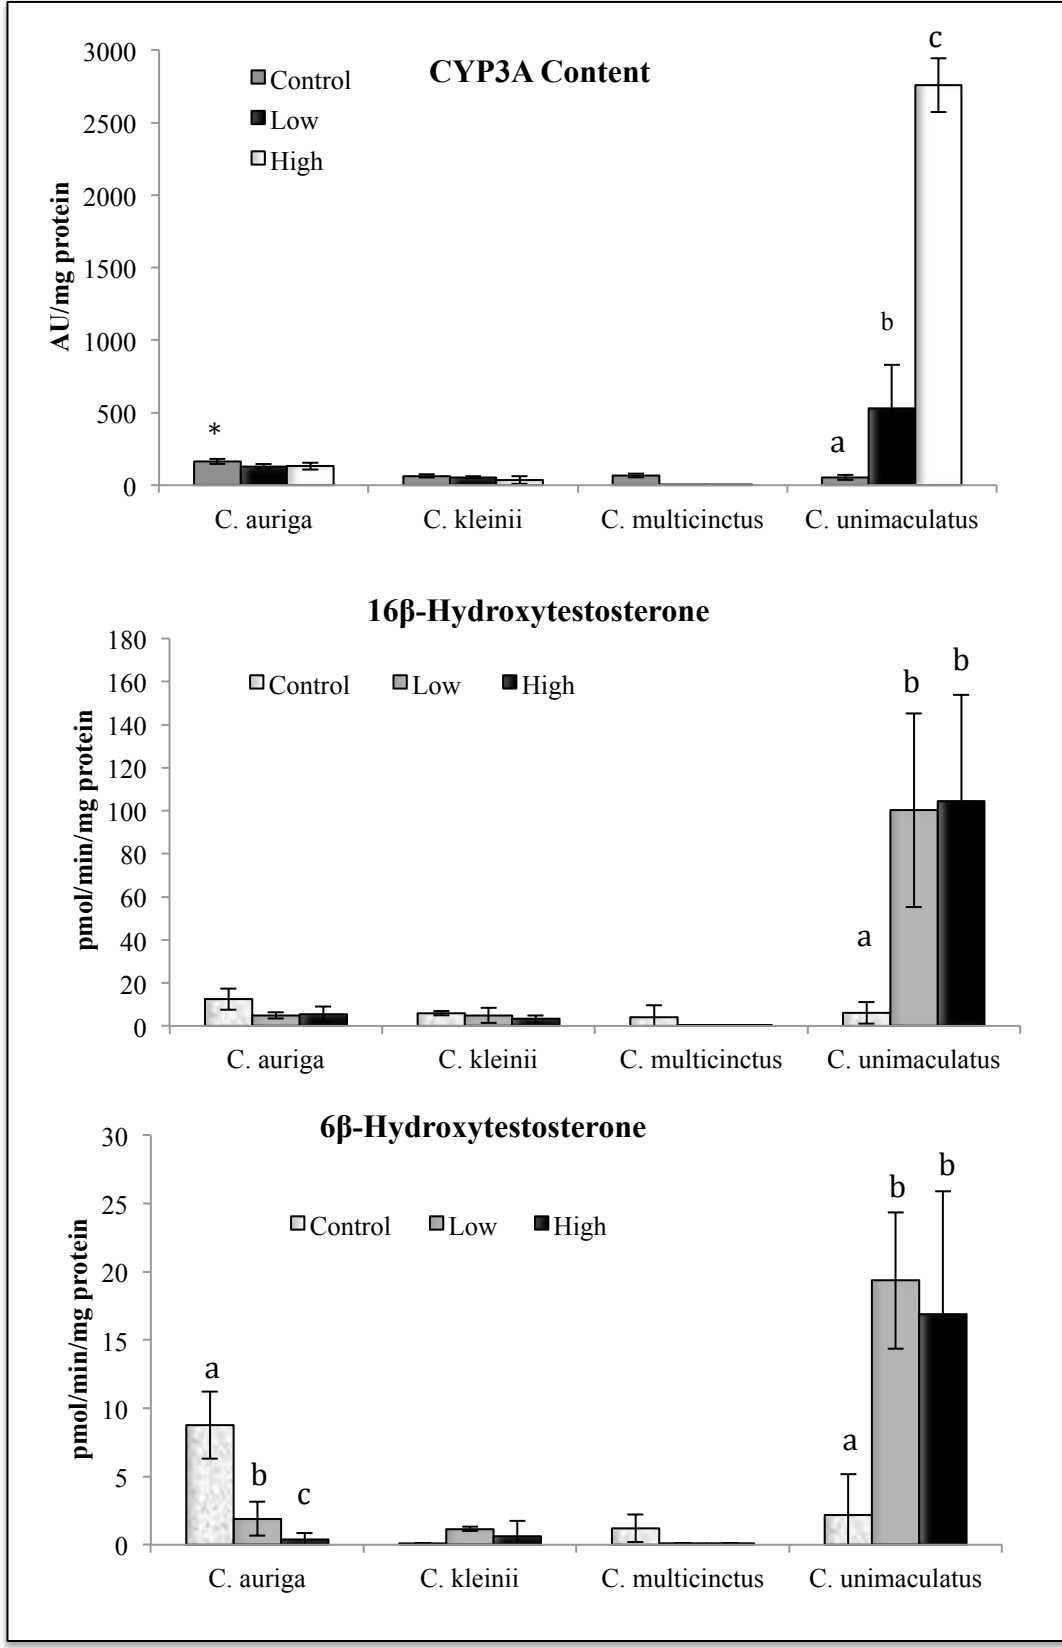 CYP3A Content
Control
Low
High
AU/mg protein
3000
2500
2000
1500
1000
500
0
*
a
b
c
C. auriga C. kleinii C. multicinctus C. unimaculatus
16β-Hydroxytestosterone
Control Low High
pmol/min/mg protein
180
160
140
120
100
80
60
40
20
0
a
b
b
C. auriga C. kleinii C. multicinctus C. unimaculatus
6β-Hydroxytestosterone
Control Low High
pmol/min/mg protein
30
25
20
15
10
5
0
a
b
c
a
b
b
C. auriga C. kleinii C. multicinctus C. unimaculatus